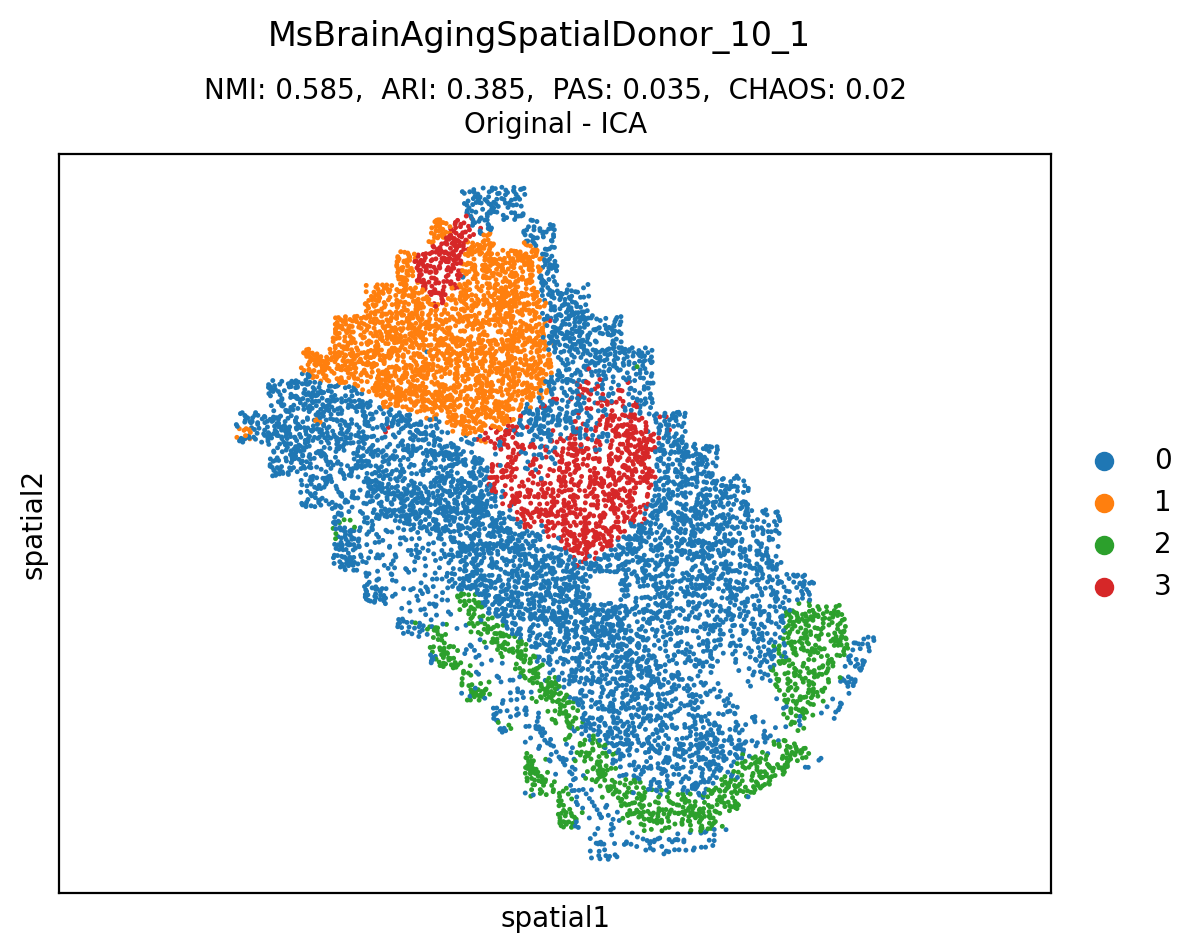 MsBrainAgingSpatialDonor_10_1
NMI: 0.585,  ARI: 0.385,  PAS: 0.035,  CHAOS: 0.02
Original - ICA
0
1
2
3
spatial2
spatial1